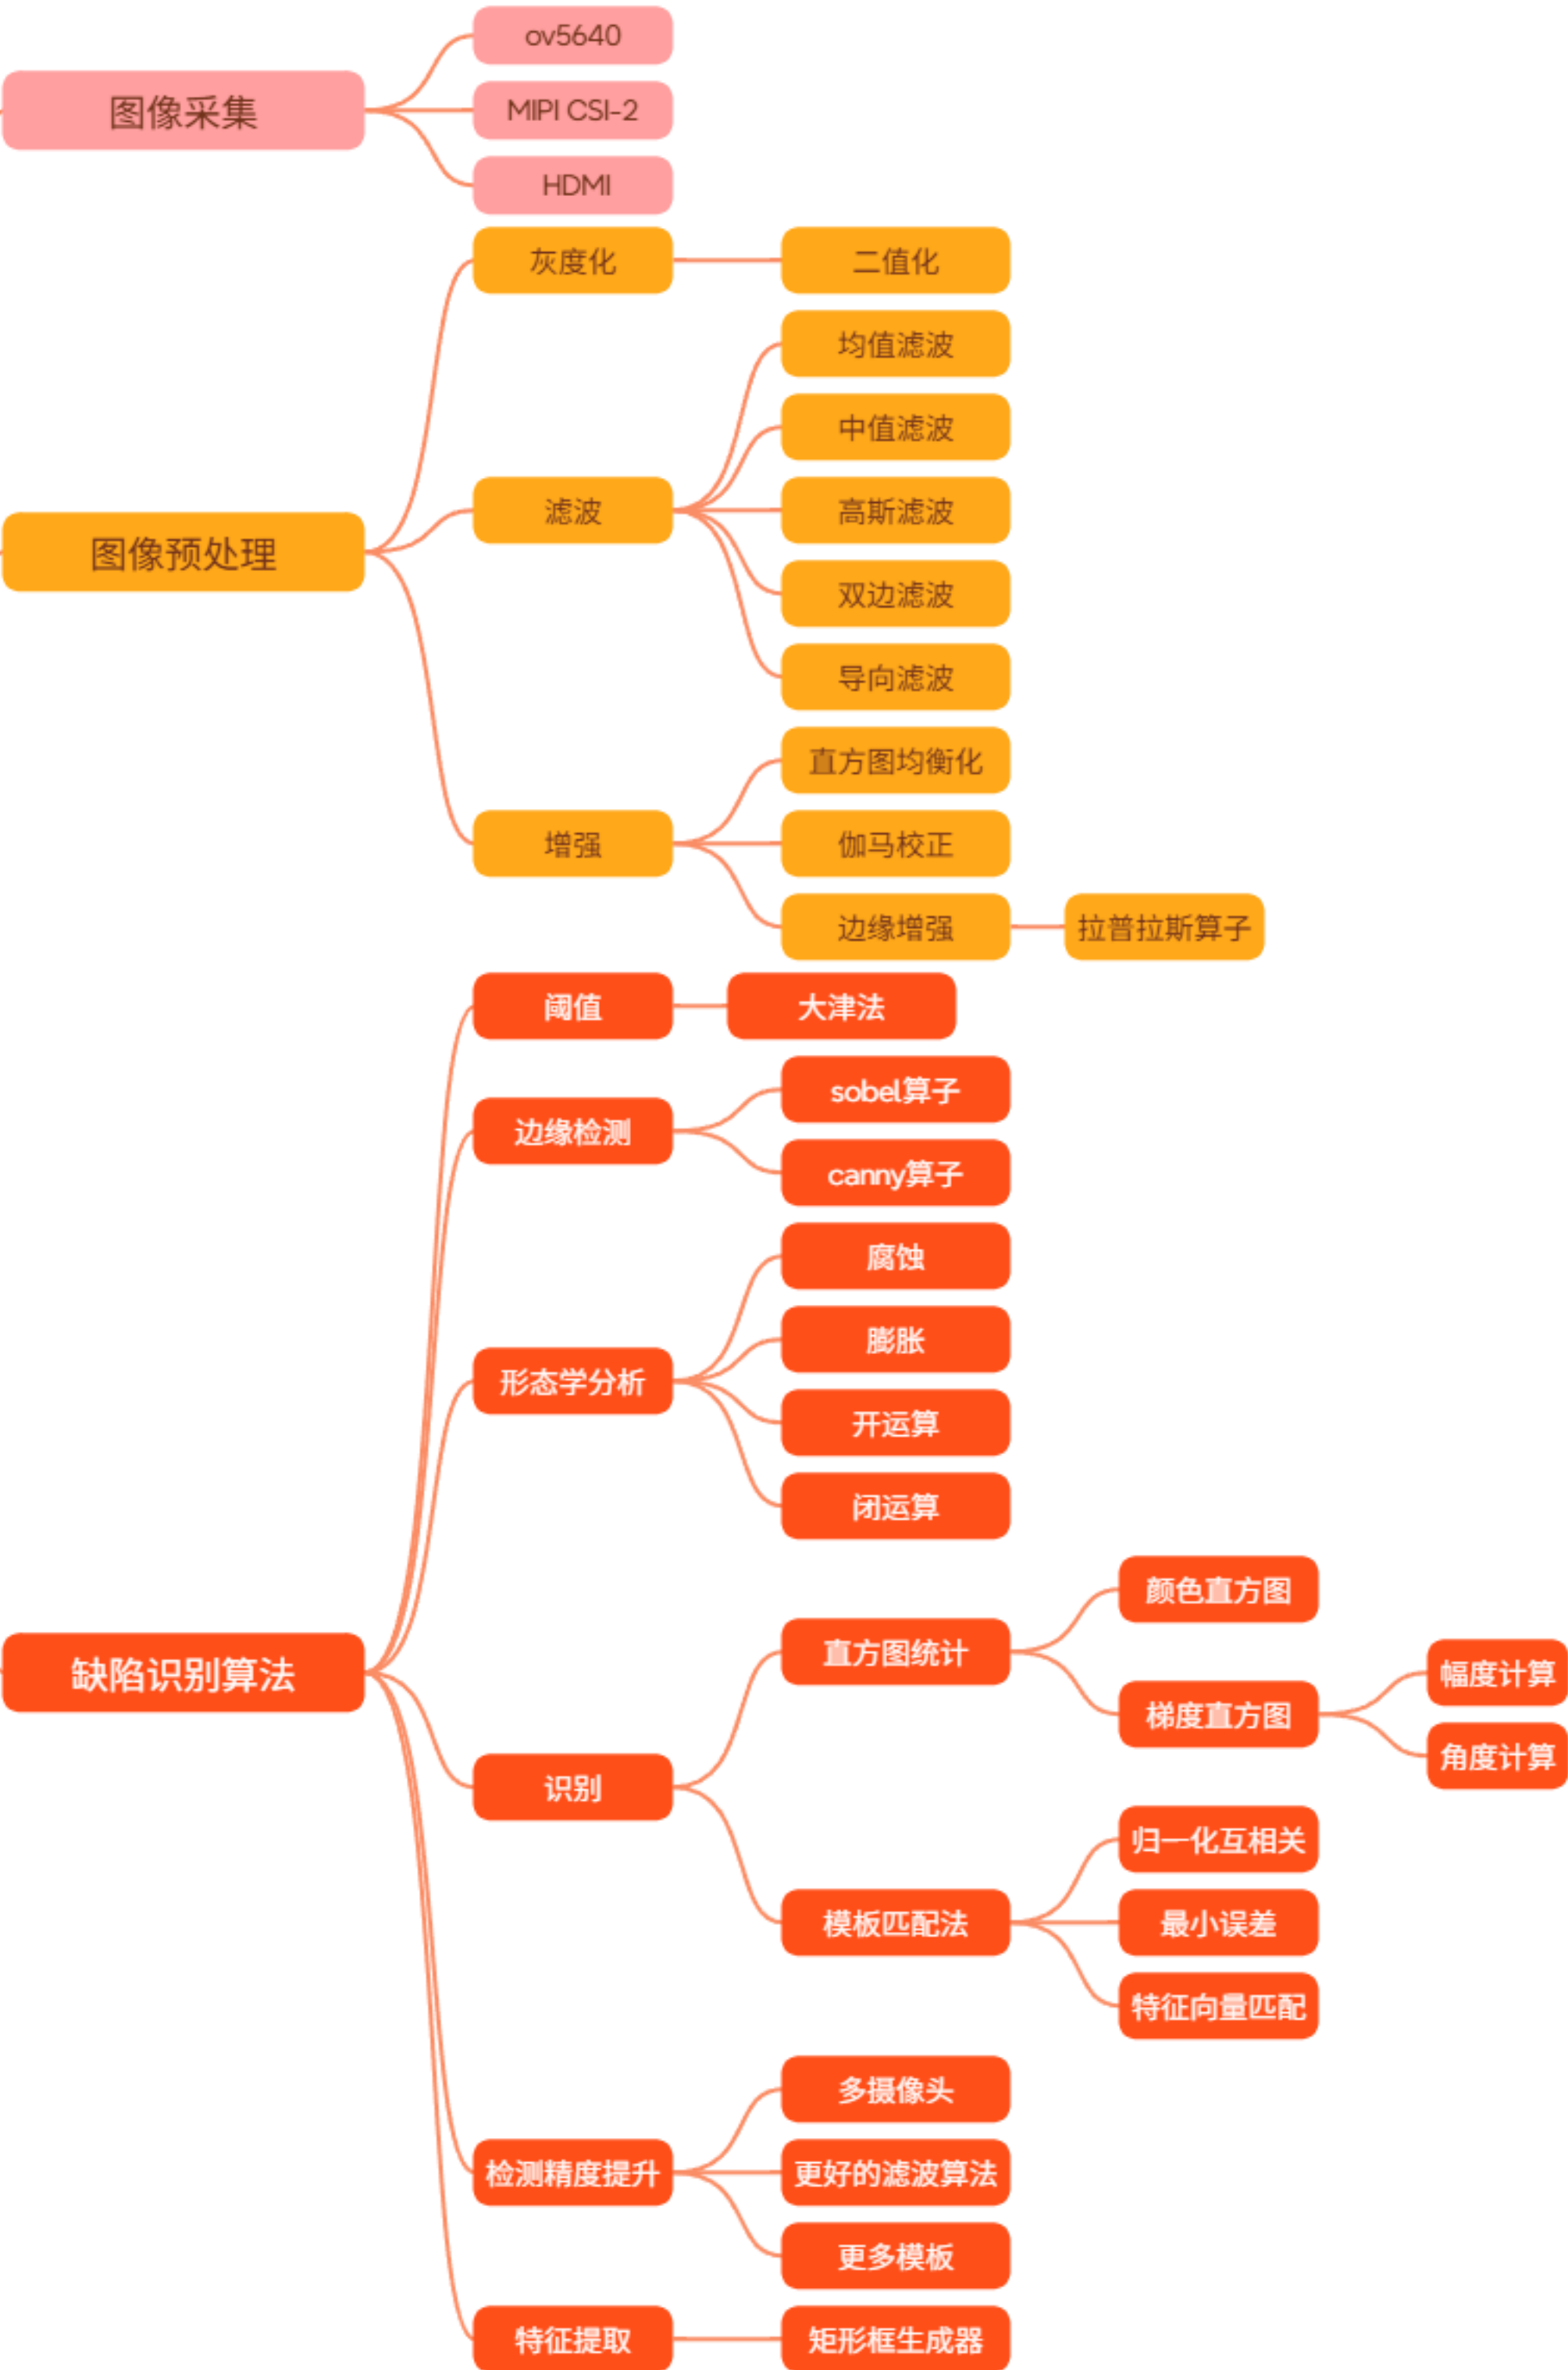 图像采集
ov5640
MIPI CSI-2
HDMI
图像预处理
灰度化
二值化
滤波
均值滤波
中值滤波
高斯滤波
双边滤波
导向滤波
增强
直方图均衡化
伽马校正
边缘增强
拉普拉斯算子
缺陷识别算法
阈值
大津法
边缘检测
sobel算子
canny算子
形态学分析
腐蚀
膨胀
开运算
闭运算
识别
直方图统计
颜色直方图
梯度直方图
幅度计算
角度计算
模板匹配法
归一化互相关
最小误差
特征向量匹配
检测精度提升
多摄像头
更好的滤波算法
更多模板
特征提取
矩形框生成器